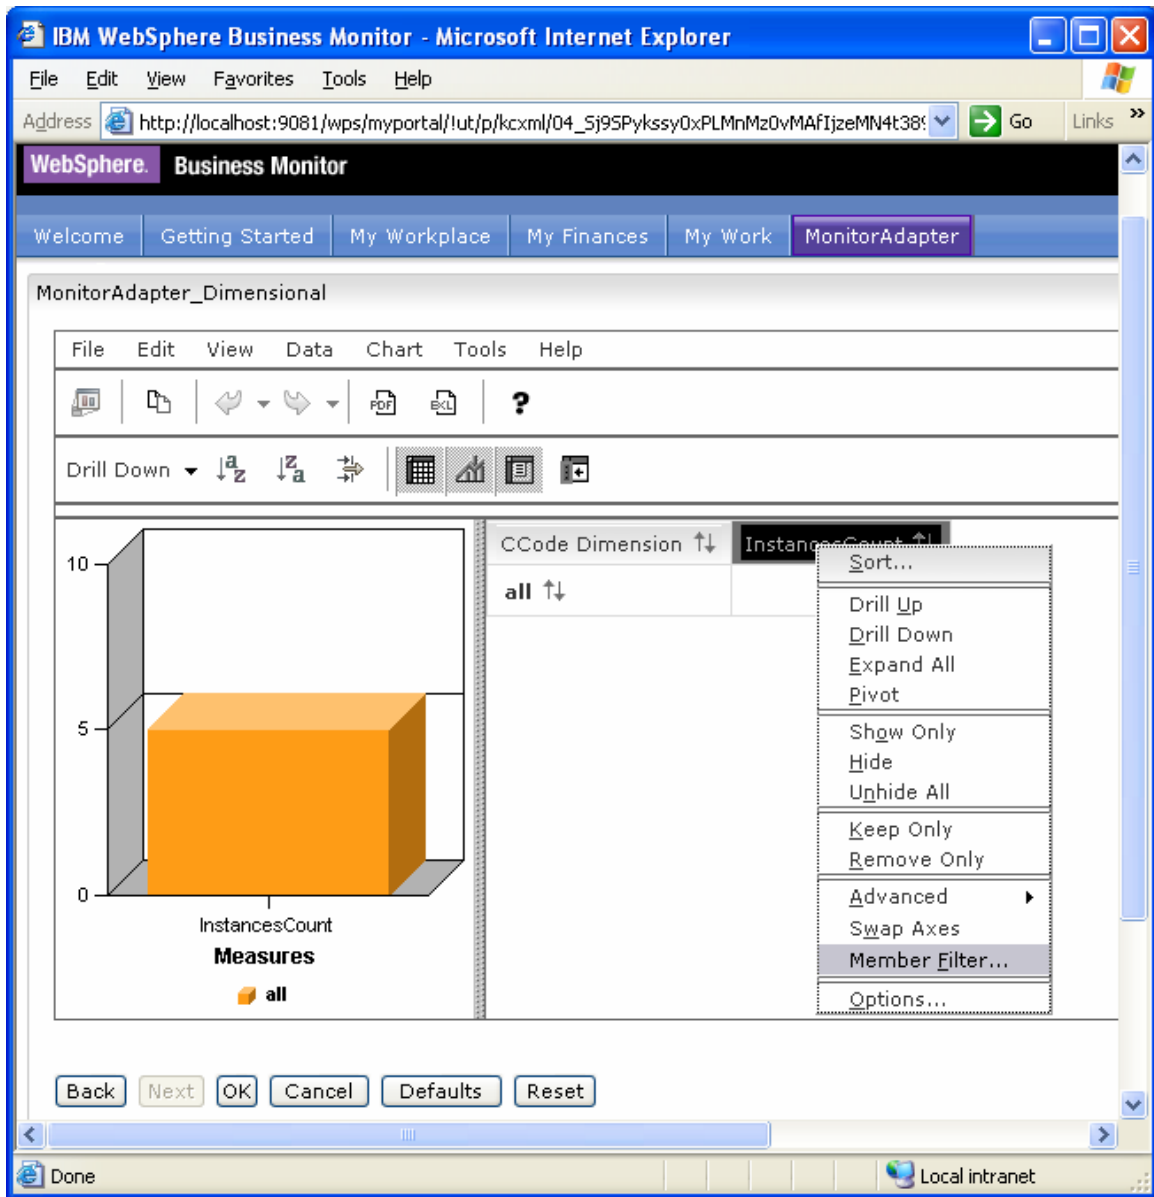 IBM WebSphere Business Monitor - Microsoft Internet Explorer
File Edit View Favorites Tools Help
Address http://localhost:9081/wps/myportal/!ut/p/kcxml/04_Sj9SPykssy0xPLMnMz0vMAfIjzeMN4t389 Go Links »
WebSphere. Business Monitor
Welcome Getting Started My Workplace My Finances My Work MonitorAdapter
MonitorAdapter_Dimensional
File Edit View Data Chart Tools Help
PDF EXL ?
Drill Down a z z a
CCode Dimension InstancesCount
all
10
5
0
InstancesCount
Measures
all
Sort...
Drill Up
Drill Down
Expand All
Pivot
Show Only
Hide
Unhide All
Keep Only
Remove Only
Advanced
Swap Axes
Member Filter...
Options...
Back Next OK Cancel Defaults Reset
Done Local intranet